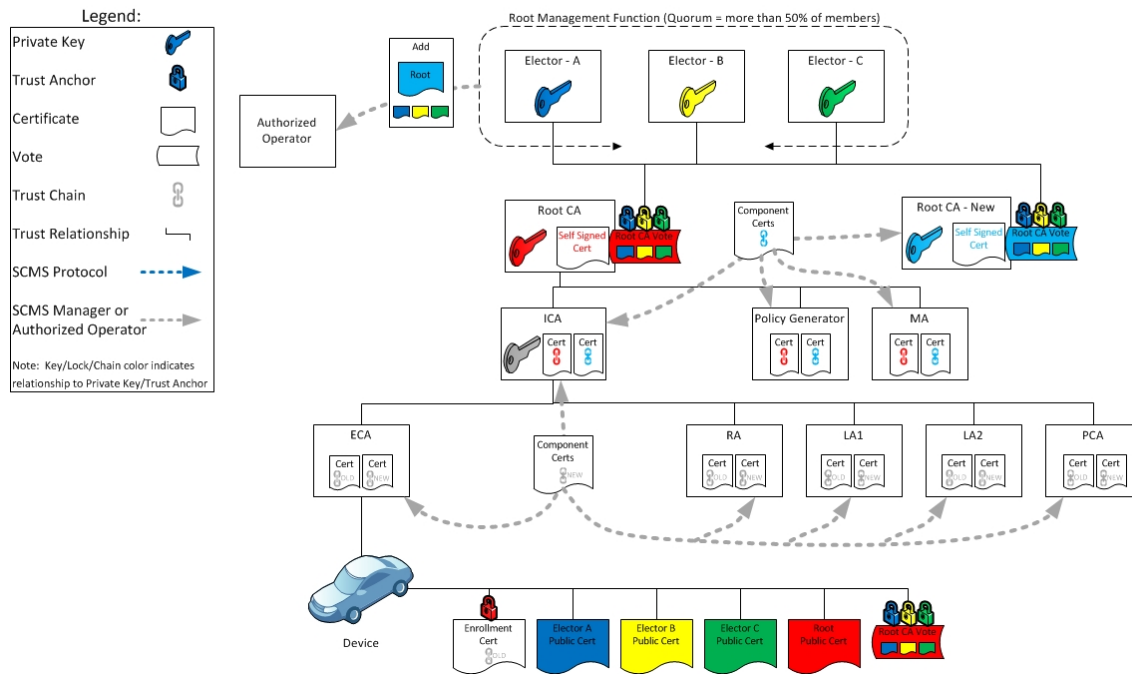 Legend:
Private Key
Trust Anchor
Certificate
Vote
Trust Chain
Trust Relationship
SCMS Protocol
SCMS Manager or
Authorized Operator
Note: Key/Lock/Chain color indicates
relationship to Private Key/Trust Anchor
Root Management Function (Quorum = more than 50% of members)
Add
Root
Authorized
Operator
Elector - A
Elector - B
Elector - C
Root CA
Self Signed
Cert
Root CA Vote
Component
Certs
Root CA - New
Self Signed
Cert
Root CA Vote
ICA
Cert
Cert
Policy Generator
Cert
Cert
MA
Cert
Cert
ECA
Cert
OLD
Cert
NEW
Component
Certs
NEW
RA
Cert
OLD
Cert
NEW
LA1
Cert
OLD
Cert
NEW
LA2
Cert
OLD
Cert
NEW
PCA
Cert
OLD
Cert
NEW
Device
Enrollment
Cert
OLD
Elector A
Public Cert
Elector B
Public Cert
Elector C
Public Cert
Root
Public Cert
Root CA Vote